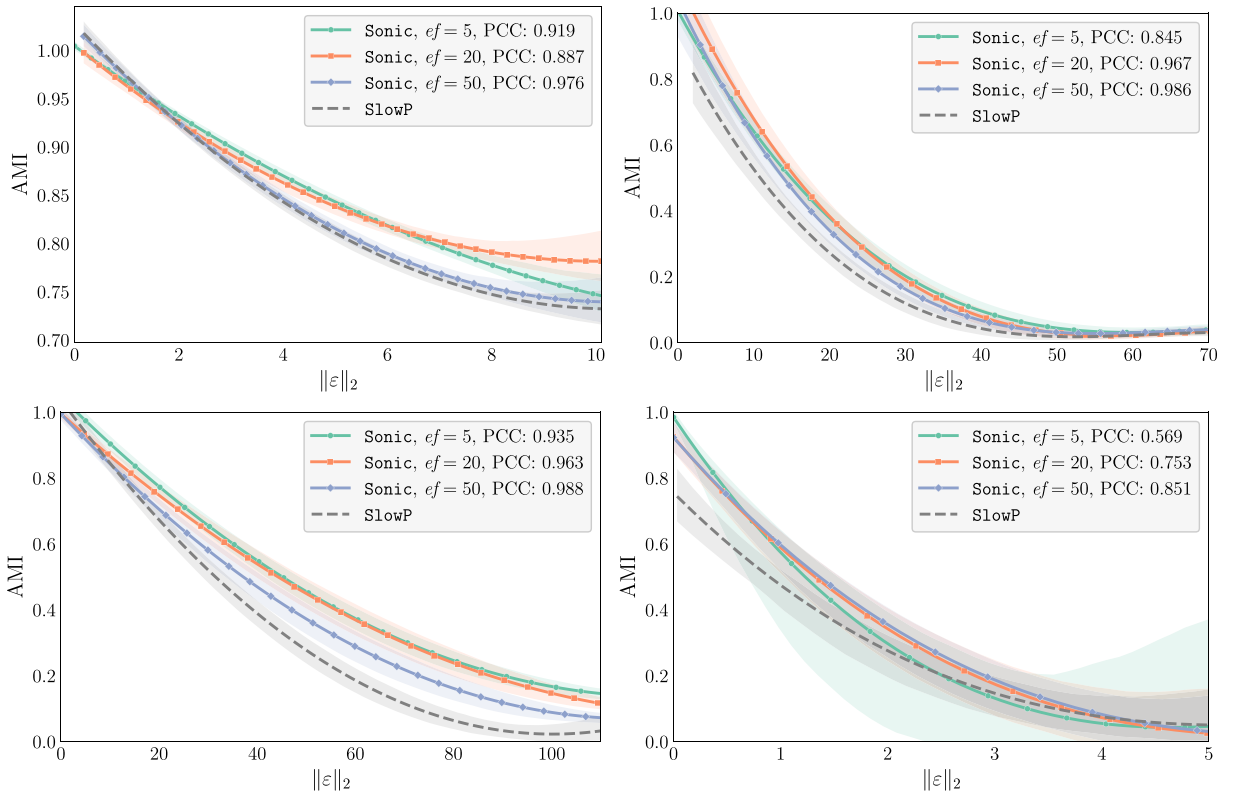 Sonic, ef = 5, PCC: 0.919
Sonic, ef = 20, PCC: 0.887
Sonic, ef = 50, PCC: 0.976
SlowP
1.00
0.95
0.90
0.85
0.80
0.75
0.70
AMI
0 2 4 6 8 10
‖ε‖₂
Sonic, ef = 5, PCC: 0.845
Sonic, ef = 20, PCC: 0.967
Sonic, ef = 50, PCC: 0.986
SlowP
1.0
0.8
0.6
0.4
0.2
0.0
AMI
0 10 20 30 40 50 60 70
‖ε‖₂
Sonic, ef = 5, PCC: 0.935
Sonic, ef = 20, PCC: 0.963
Sonic, ef = 50, PCC: 0.988
SlowP
1.0
0.8
0.6
0.4
0.2
0.0
AMI
0 20 40 60 80 100
‖ε‖₂
Sonic, ef = 5, PCC: 0.569
Sonic, ef = 20, PCC: 0.753
Sonic, ef = 50, PCC: 0.851
SlowP
1.0
0.8
0.6
0.4
0.2
0.0
AMI
0 1 2 3 4 5
‖ε‖₂